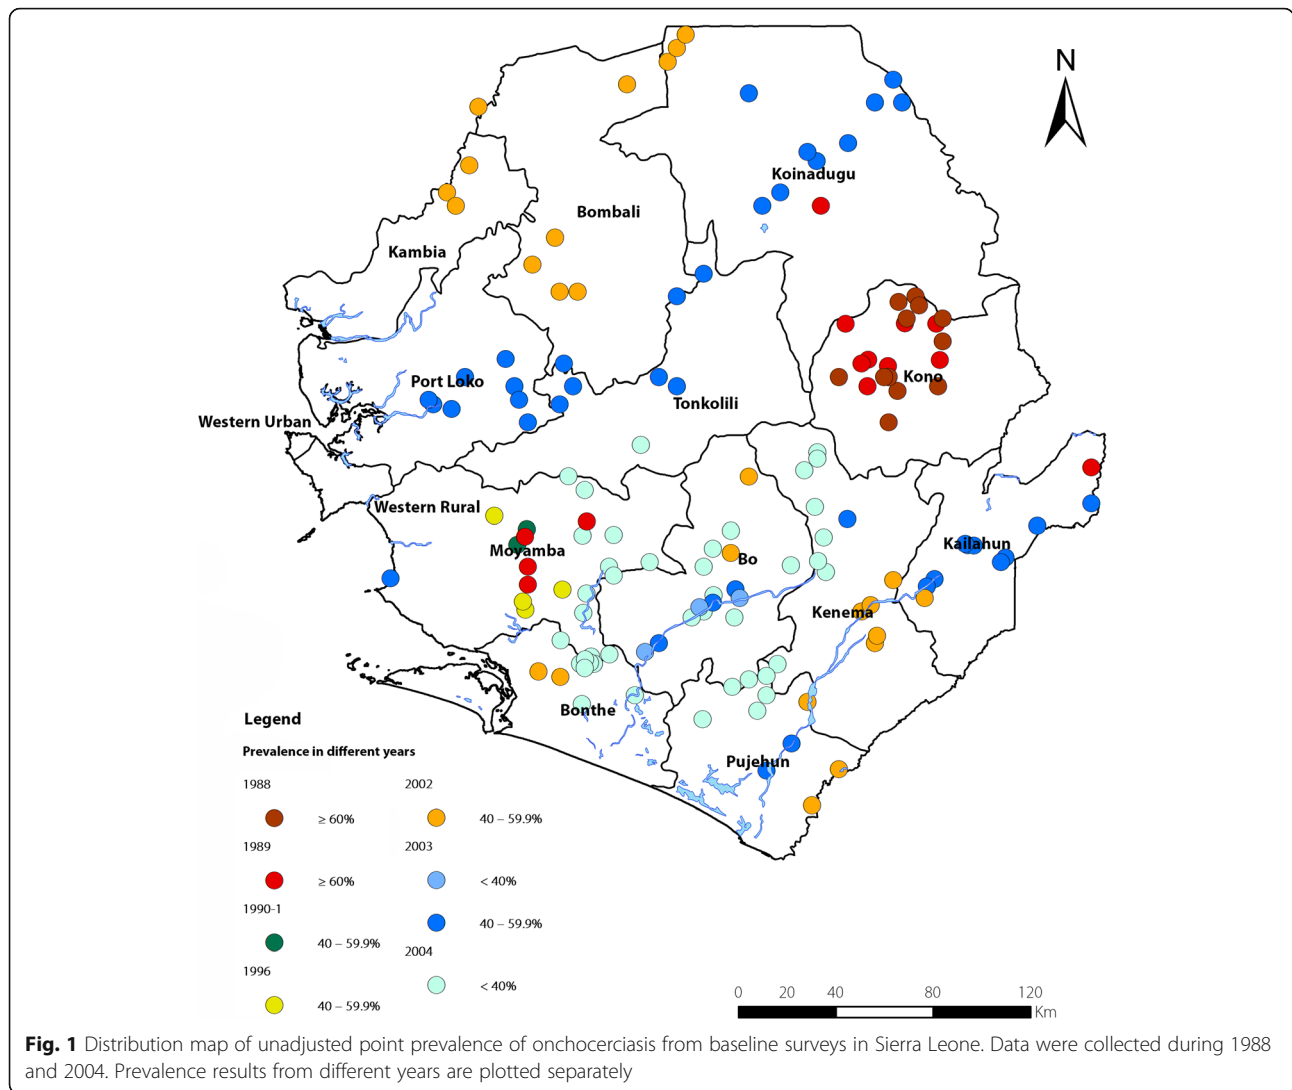 N
Koinadugu
Bombali
Kambia
Kono
Port Loko
Tonkolili
Western Urban
Western Rural
Moyamba
Kailahun
Bo
Kenema
Bonthe
Pujehun
Legend
Prevalence in different years
1988
≥ 60%
1989
≥ 60%
1990-1
40 – 59.9%
1996
40 – 59.9%
2002
40 – 59.9%
2003
< 40%
40 – 59.9%
2004
< 40%
0 20 40 80 120
Km
Fig. 1 Distribution map of unadjusted point prevalence of onchocerciasis from baseline surveys in Sierra Leone. Data were collected during 1988
and 2004. Prevalence results from different years are plotted separately